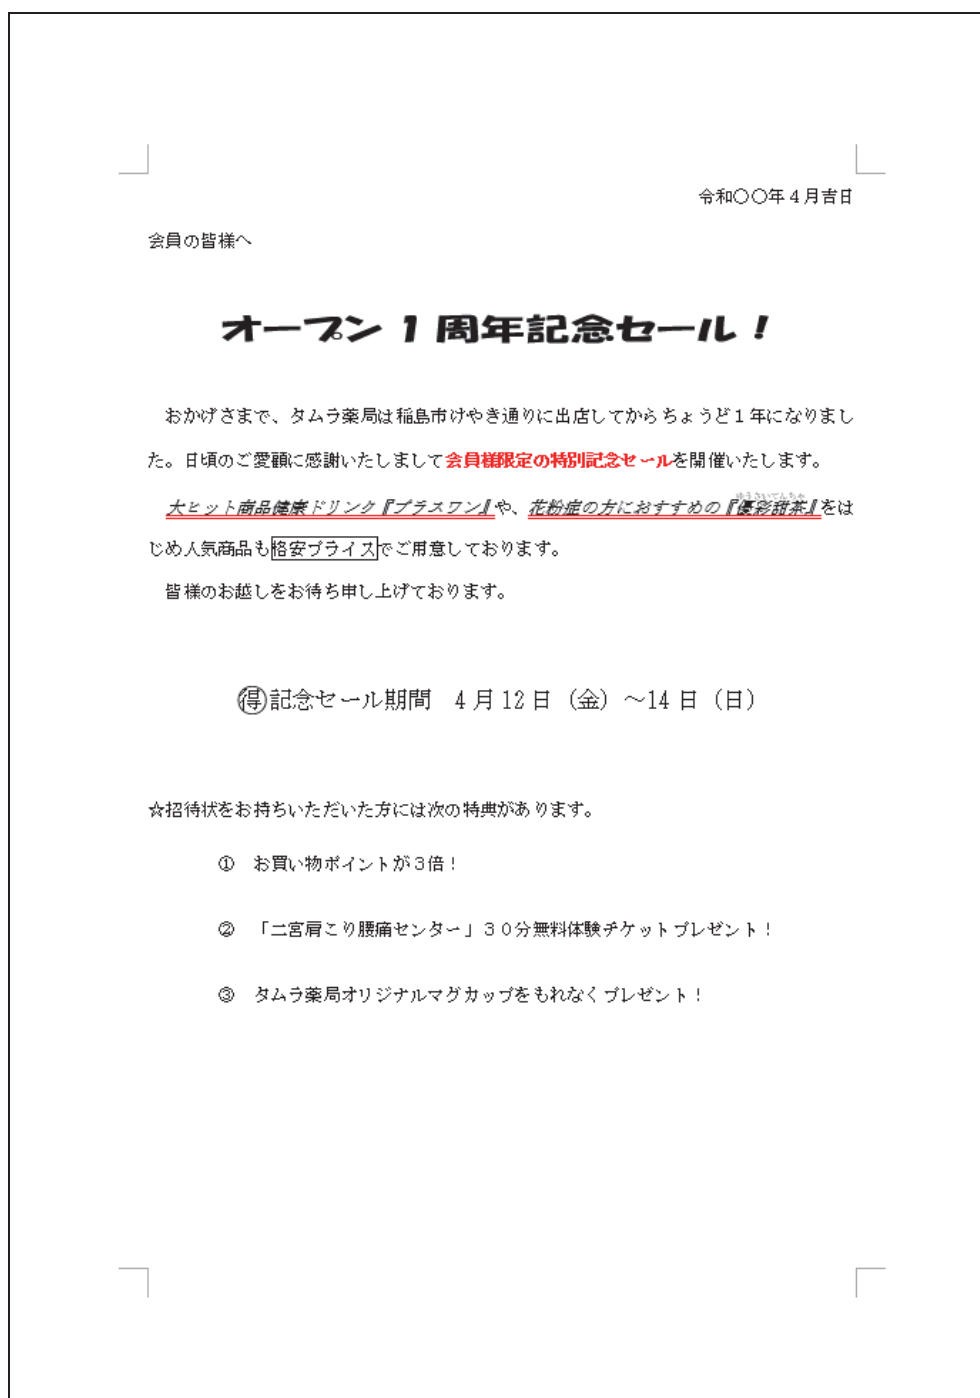 令和〇〇年４月吉日
会員の皆様へ
オープン１周年記念セール！
おかげさまで、タムラ薬局は稲島市けやき通りに出店してからちょうど１年になりまし
た。日頃のご愛顧に感謝いたしまして会員様限定の特別記念セールを開催いたします。
ゆうさいてんちゃ
大ヒット商品健康ドリンク『プラスワン』や、花粉症の方におすすめの『優彩甜茶』をは
じめ人気商品も格安プライスでご用意しております。
皆様のお越しをお待ち申し上げております。
㊝記念セール期間　４月12日（金）～14日（日）
☆招待状をお持ちいただいた方には次の特典があります。
①　お買い物ポイントが３倍！
②　「二宮肩こり腰痛センター」３０分無料体験チケットプレゼント！
③　タムラ薬局オリジナルマグカップをもれなくプレゼント！